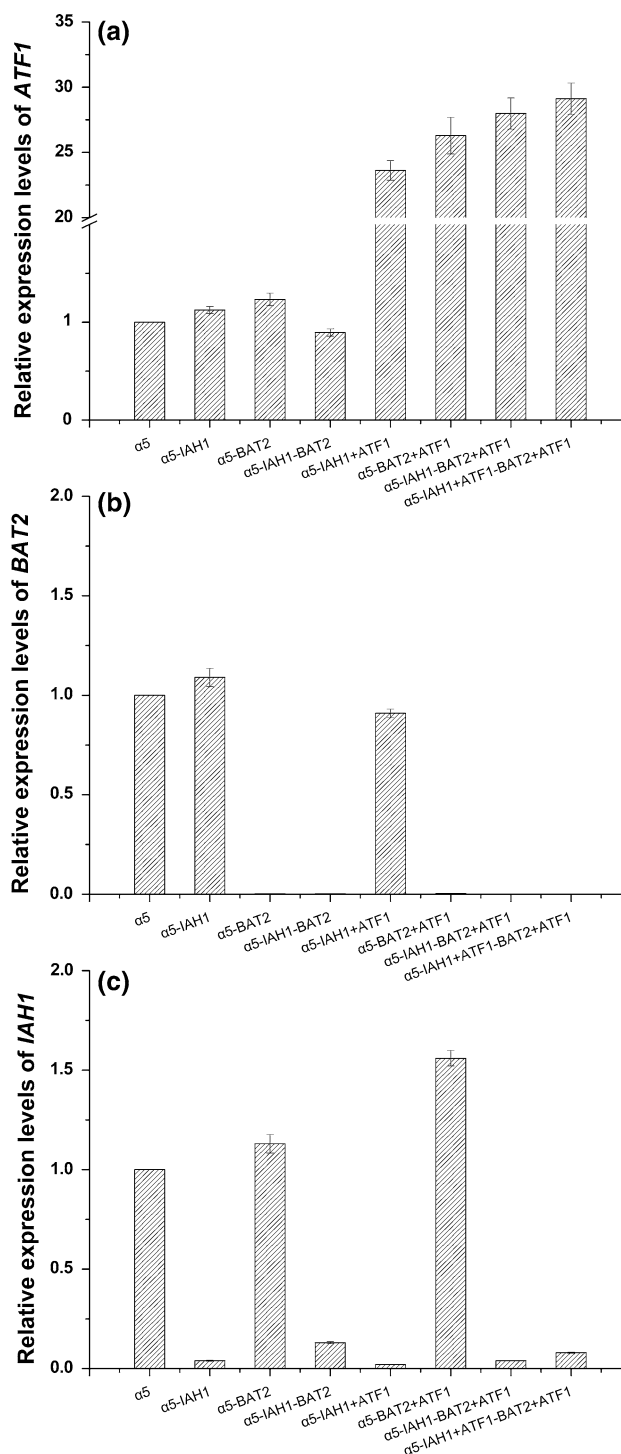 (a)
Relative expression levels of ATF1
35
30
25
20
1
0
α5
α5-IAH1
α5-BAT2
α5-IAH1-BAT2
α5-IAH1+ATF1
α5-BAT2+ATF1
α5-IAH1-BAT2+ATF1
α5-IAH1+ATF1-BAT2+ATF1
(b)
Relative expression levels of BAT2
2.0
1.5
1.0
0.5
0.0
α5
α5-IAH1
α5-BAT2
α5-IAH1-BAT2
α5-IAH1+ATF1
α5-BAT2+ATF1
α5-IAH1-BAT2+ATF1
α5-IAH1+ATF1-BAT2+ATF1
(c)
Relative expression levels of IAH1
2.0
1.5
1.0
0.5
0.0
α5
α5-IAH1
α5-BAT2
α5-IAH1-BAT2
α5-IAH1+ATF1
α5-BAT2+ATF1
α5-IAH1-BAT2+ATF1
α5-IAH1+ATF1-BAT2+ATF1